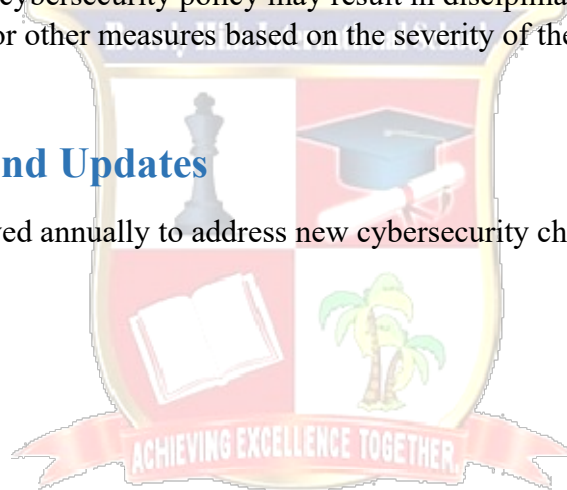 cybersecurity policy may result in disciplina
or other measures based on the severity of the
nd Updates
ed annually to address new cybersecurity ch
ACHIEVING EXCELLENCE TOGETHER